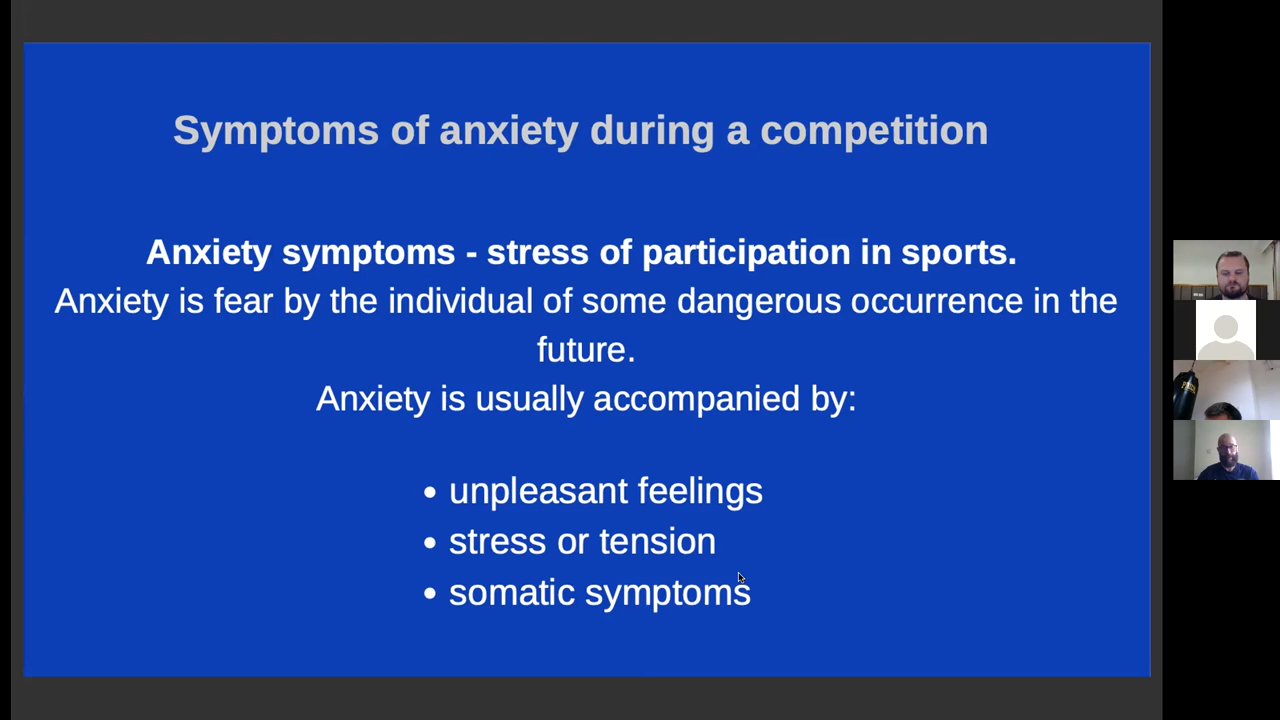 Symptoms of anxiety during a competition
Anxiety symptoms - stress of participation in sports.
Anxiety is fear by the individual of some dangerous occurrence in the
future.
Anxiety is usually accompanied by:
• unpleasant feelings
• stress or tension
• somatic symptoms